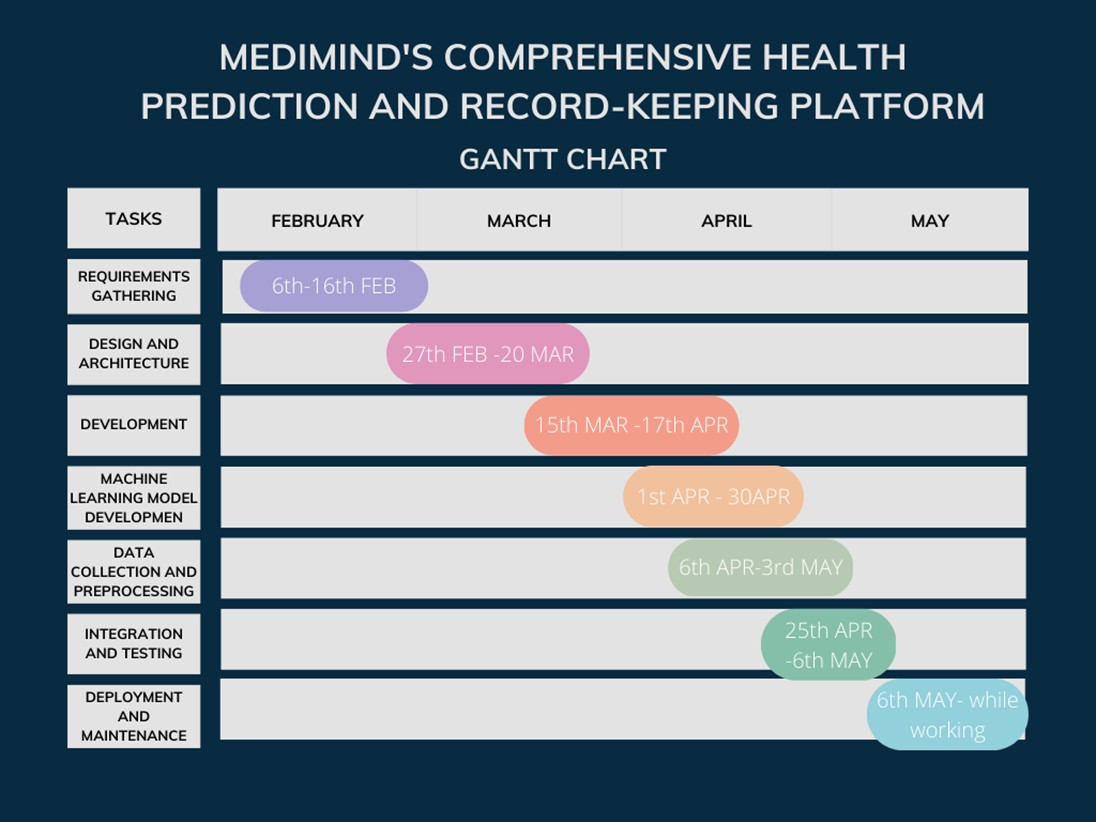 MEDIMIND'S COMPREHENSIVE HEALTH
PREDICTION AND RECORD-KEEPING PLATFORM
GANTT CHART
TASKS
FEBRUARY
MARCH
APRIL
MAY
REQUIREMENTS
GATHERING
6th-16th FEB
DESIGN AND
ARCHITECTURE
27th FEB -20 MAR
DEVELOPMENT
15th MAR -17th APR
MACHINE
LEARNING MODEL
DEVELOPMEN
1st APR - 30APR
DATA
COLLECTION AND
PREPROCESSING
6th APR-3rd MAY
INTEGRATION
AND TESTING
25th APR
-6th MAY
DEPLOYMENT
AND
MAINTENANCE
6th MAY- while
working